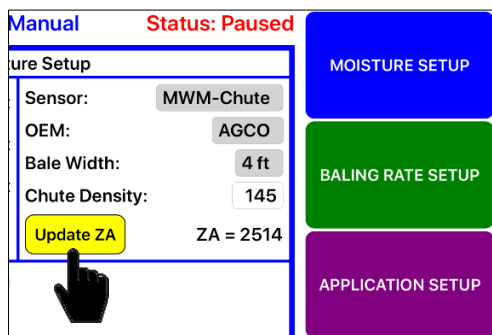 Manual Status: Paused
ure Setup
Sensor: MWM-Chute
OEM: AGCO
Bale Width: 4 ft
Chute Density: 145
Update ZA ZA = 2514
MOISTURE SETUP
BALING RATE SETUP
APPLICATION SETUP